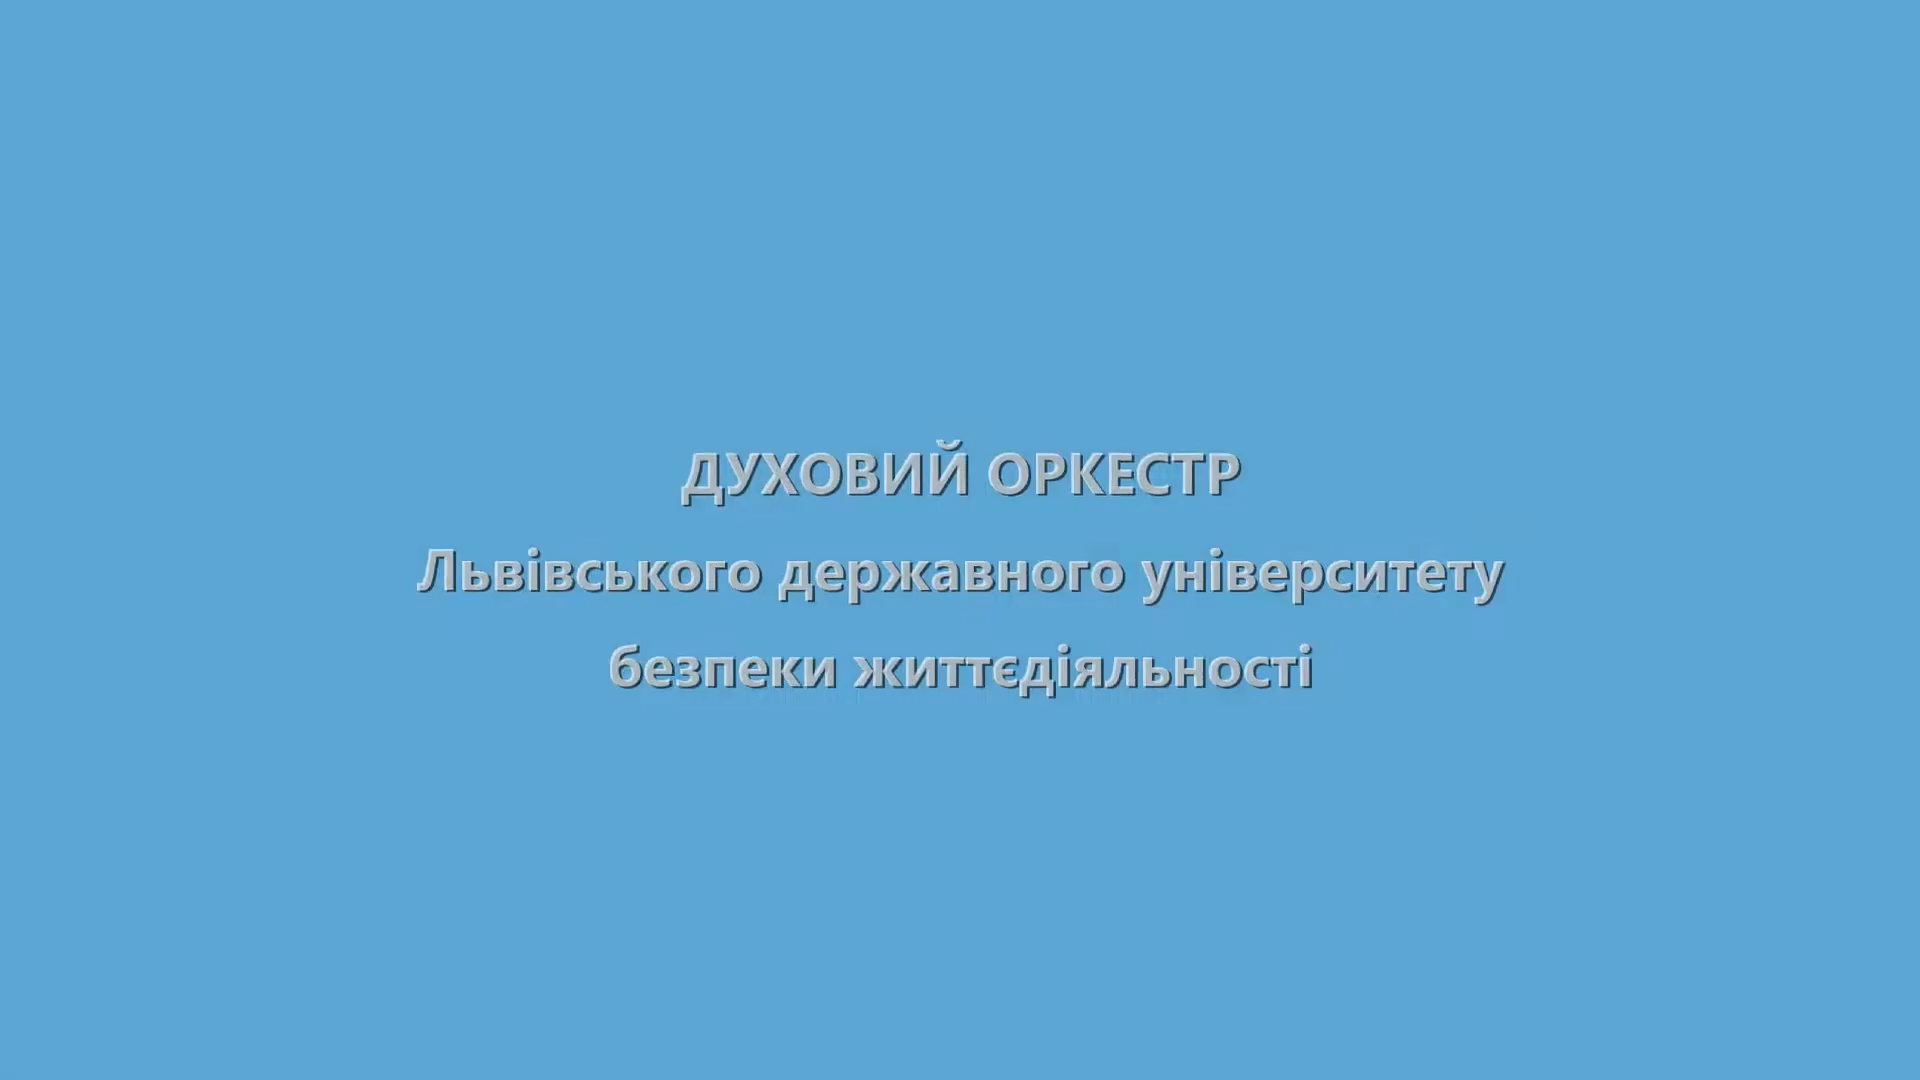 ДУХОВИЙ ОРКЕСТР
Львівського державного університету
безпеки життєдіяльності